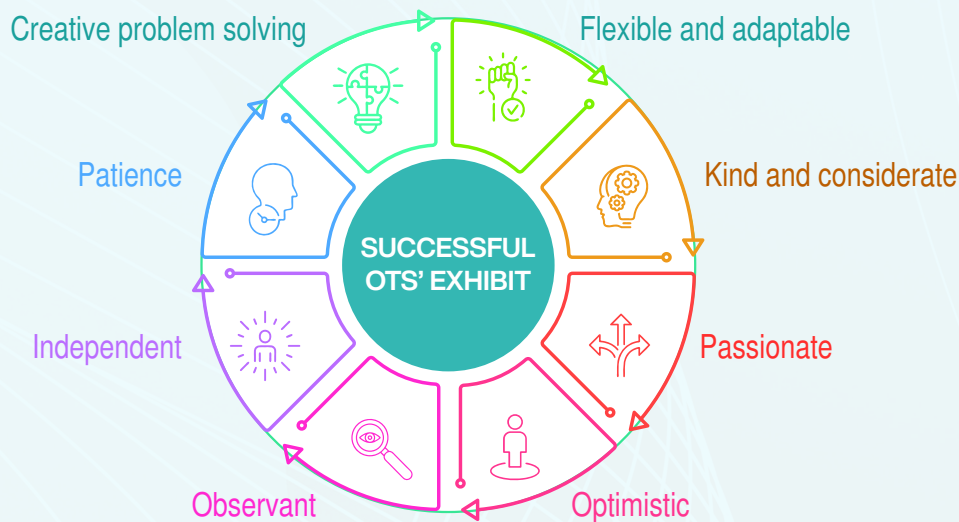 Creative problem solving
Flexible and adaptable
Patience
Kind and considerate
SUCCESSFUL
OTS’ EXHIBIT
Independent
Passionate
Observant
Optimistic